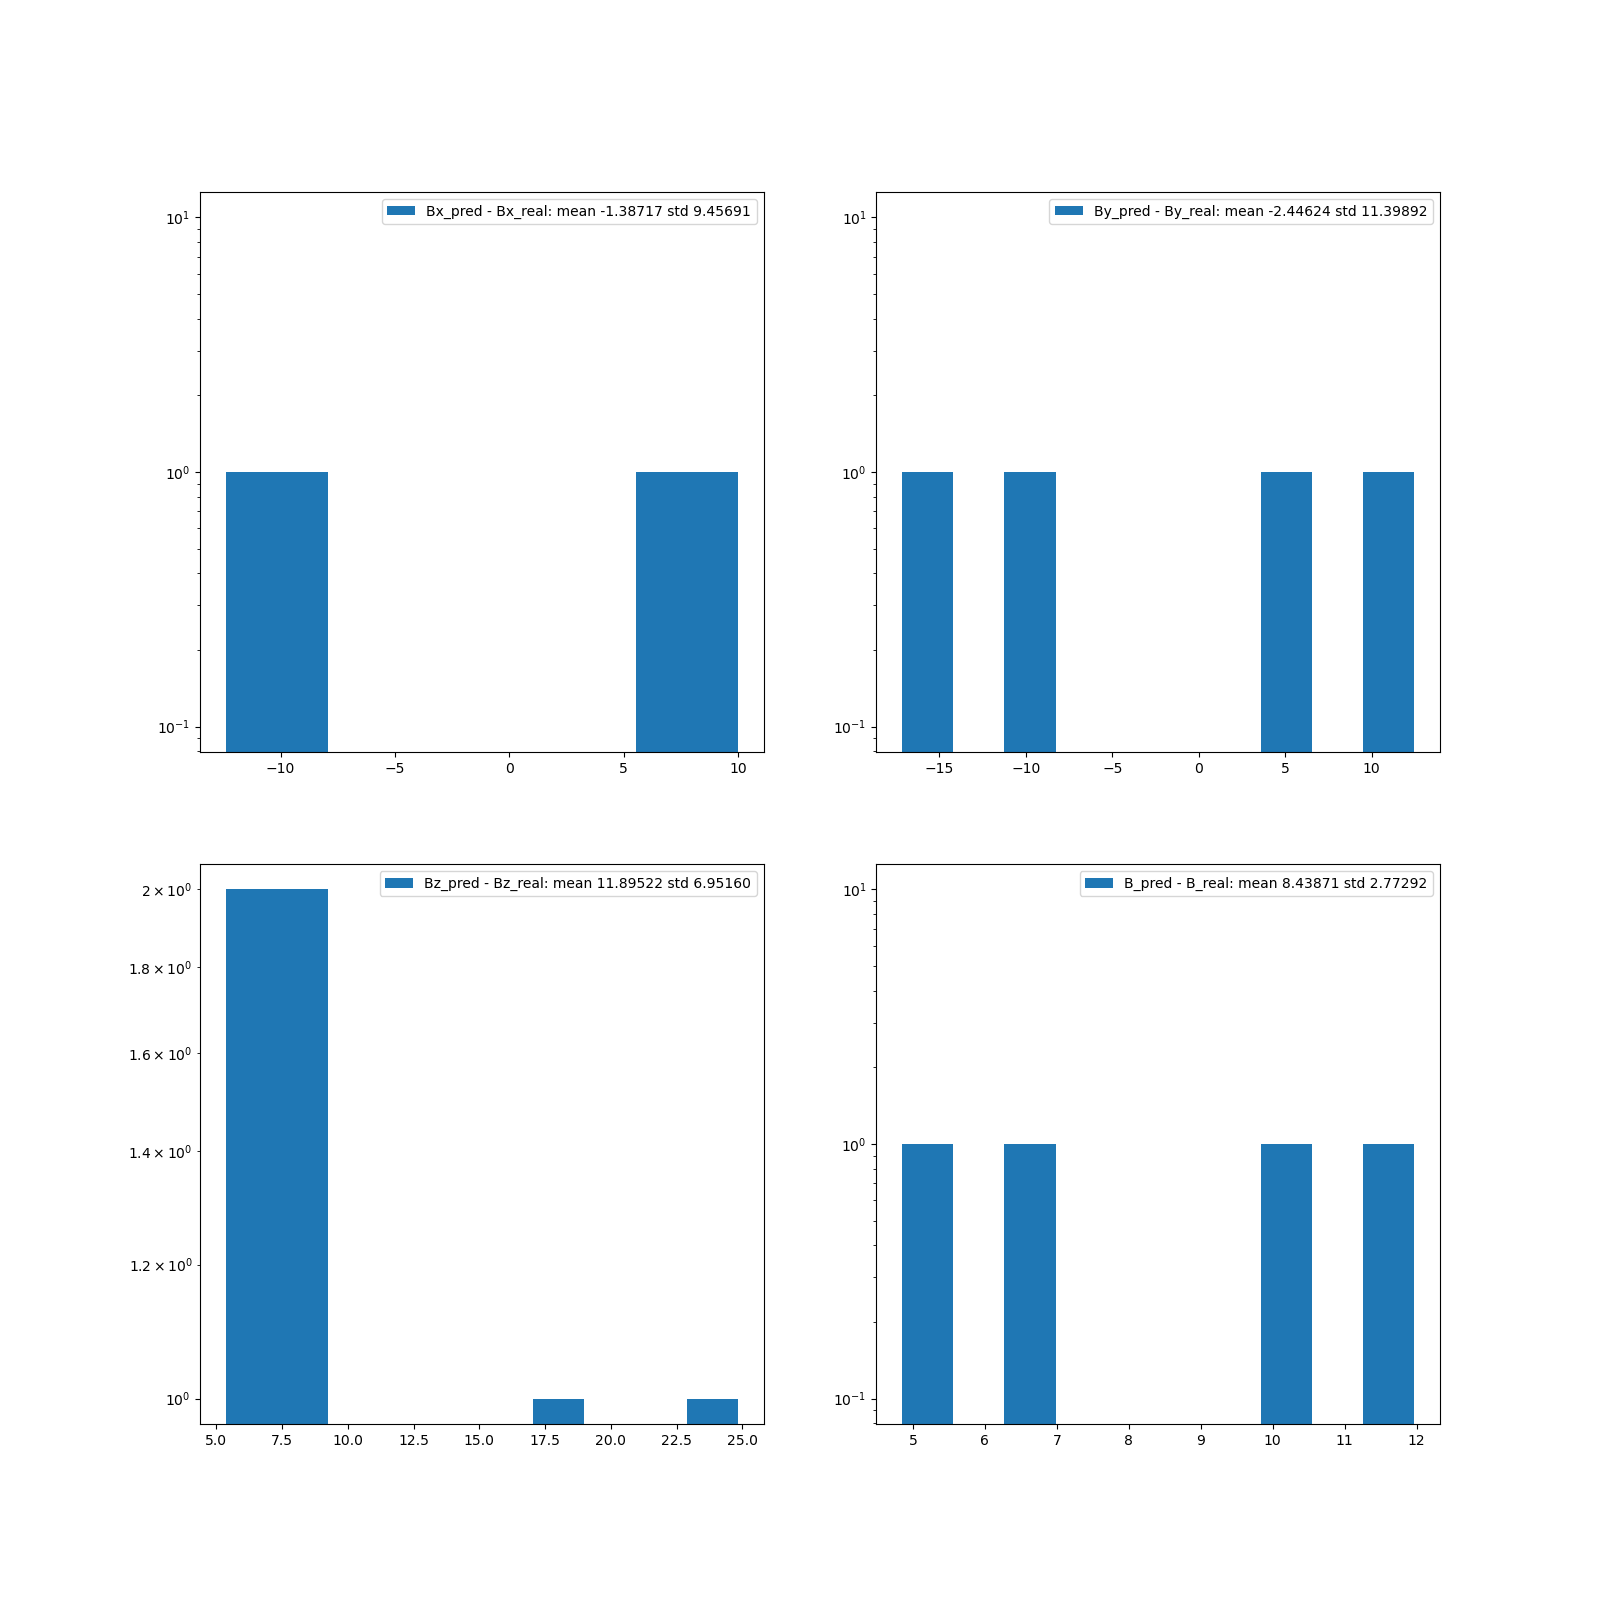 Bx_pred - Bx_real: mean -1.38717 std 9.45691
10¹
10⁰
10⁻¹
−10 −5 0 5 10
By_pred - By_real: mean -2.44624 std 11.39892
10¹
10⁰
10⁻¹
−15 −10 −5 0 5 10
Bz_pred - Bz_real: mean 11.89522 std 6.95160
2 × 10⁰
1.8 × 10⁰
1.6 × 10⁰
1.4 × 10⁰
1.2 × 10⁰
10⁰
5.0 7.5 10.0 12.5 15.0 17.5 20.0 22.5 25.0
B_pred - B_real: mean 8.43871 std 2.77292
10¹
10⁰
10⁻¹
5 6 7 8 9 10 11 12